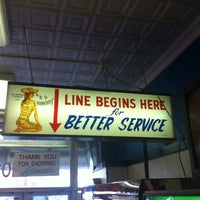 LINE BEGINS HERE
for
BETTER SERVICE
THANK YOU
FOR SHOPPING